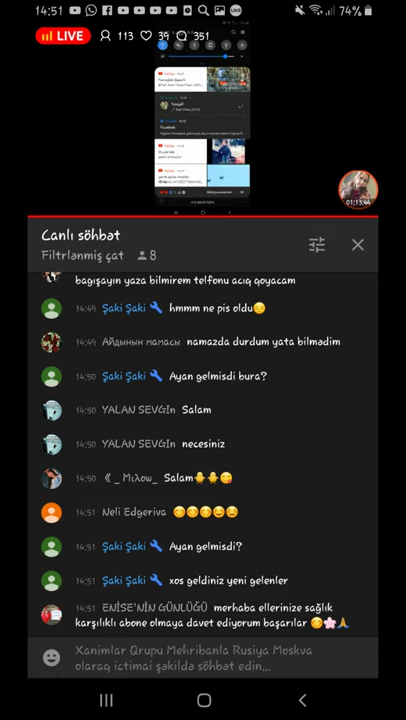 14:51
74%
LIVE
113
39
351
01:13:44
Canlı söhbət
Filtrlənmiş çat
8
bagışayın yaza bilmirem telfonu acıq qoyacam
14:49 Şaki Şaki hmmm ne pis oldu😔
14:49 Айдынын мамасы namazda durdum yata bilmədim
14:50 Şaki Şaki Ayan gelmisdi bura?
14:50 YALAN SEVGIn Salam
14:50 YALAN SEVGIn necesiniz
14:50 《 _ Mιʅσɯ_ Salam🐥🐥😋
14:51 Neli Edgeriva 😊😊😊😂😂
14:51 Şaki Şaki Ayan gelmisdi?
14:51 Şaki Şaki xos geldiniz yeni gelenler
14:51 ENİSE'NİN GÜNLÜĞÜ merhaba ellerinize sağlık
karşılıklı abone olmaya davet ediyorum başarılar 😊🌸🙏
Xanimlar Qrupu Mehribanla Rusiya Moskva
olaraq ictimai şəkildə söhbət edin...